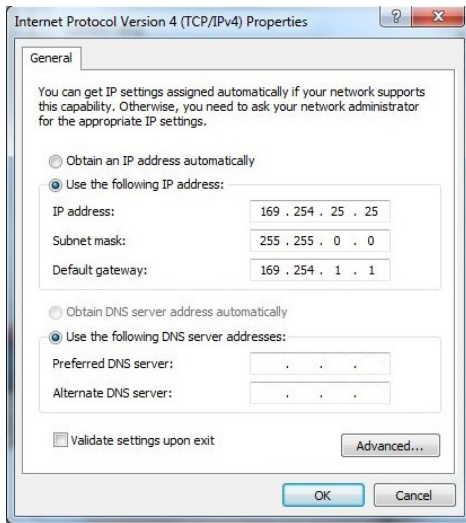 Internet Protocol Version 4 (TCP/IPv4) Properties
?
X
General
You can get IP settings assigned automatically if your network supports
this capability. Otherwise, you need to ask your network administrator
for the appropriate IP settings.
Obtain an IP address automatically
Use the following IP address:
IP address: 169 . 254 . 25 . 25
Subnet mask: 255 . 255 . 0 . 0
Default gateway: 169 . 254 . 1 . 1
Obtain DNS server address automatically
Use the following DNS server addresses:
Preferred DNS server: . . .
Alternate DNS server: . . .
Validate settings upon exit
Advanced...
OK Cancel